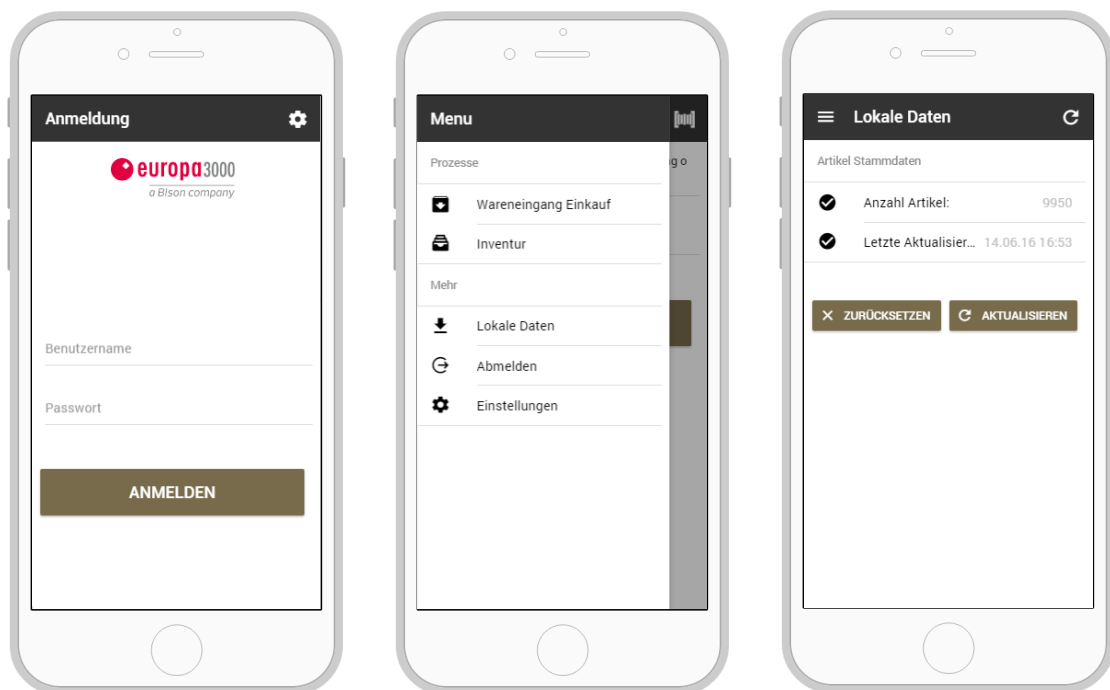 Anmeldung
europa3000
a BIson company
Benutzername
Passwort
ANMELDEN
Menu
g o
Prozesse
Wareneingang Einkauf
Inventur
Mehr
Lokale Daten
Abmelden
Einstellungen
Lokale Daten
Artikel Stammdaten
Anzahl Artikel: 9950
Letzte Aktualisier... 14.06.16 16:53
ZURÜCKSETZEN AKTUALISIEREN